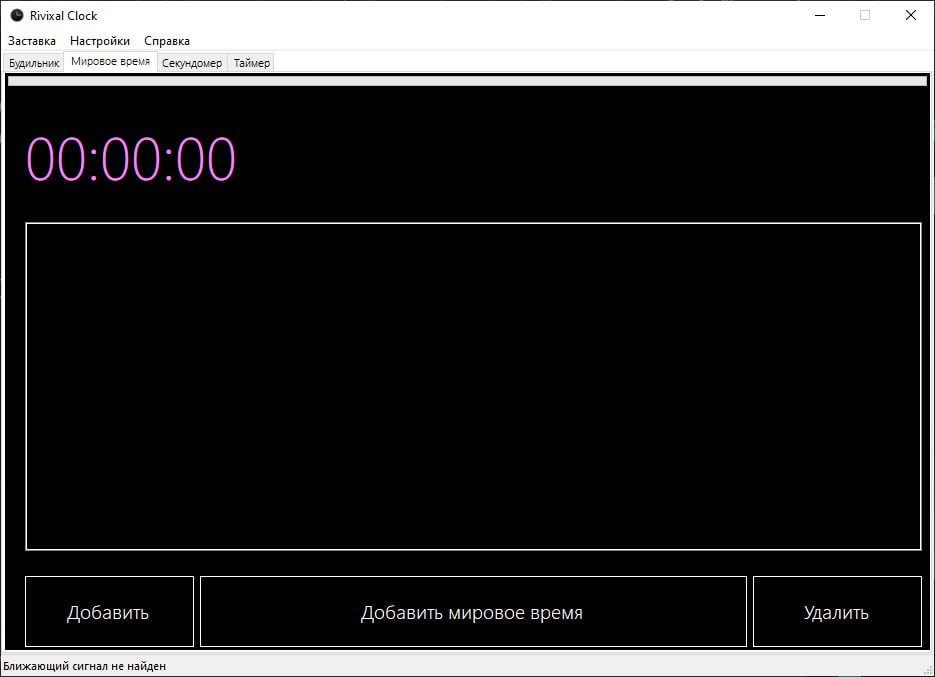 Rivixal Clock
Заставка Настройки Справка
Будильник Мировое время Секундомер Таймер
00:00:00
Добавить Добавить мировое время Удалить
Ближающий сигнал не найден